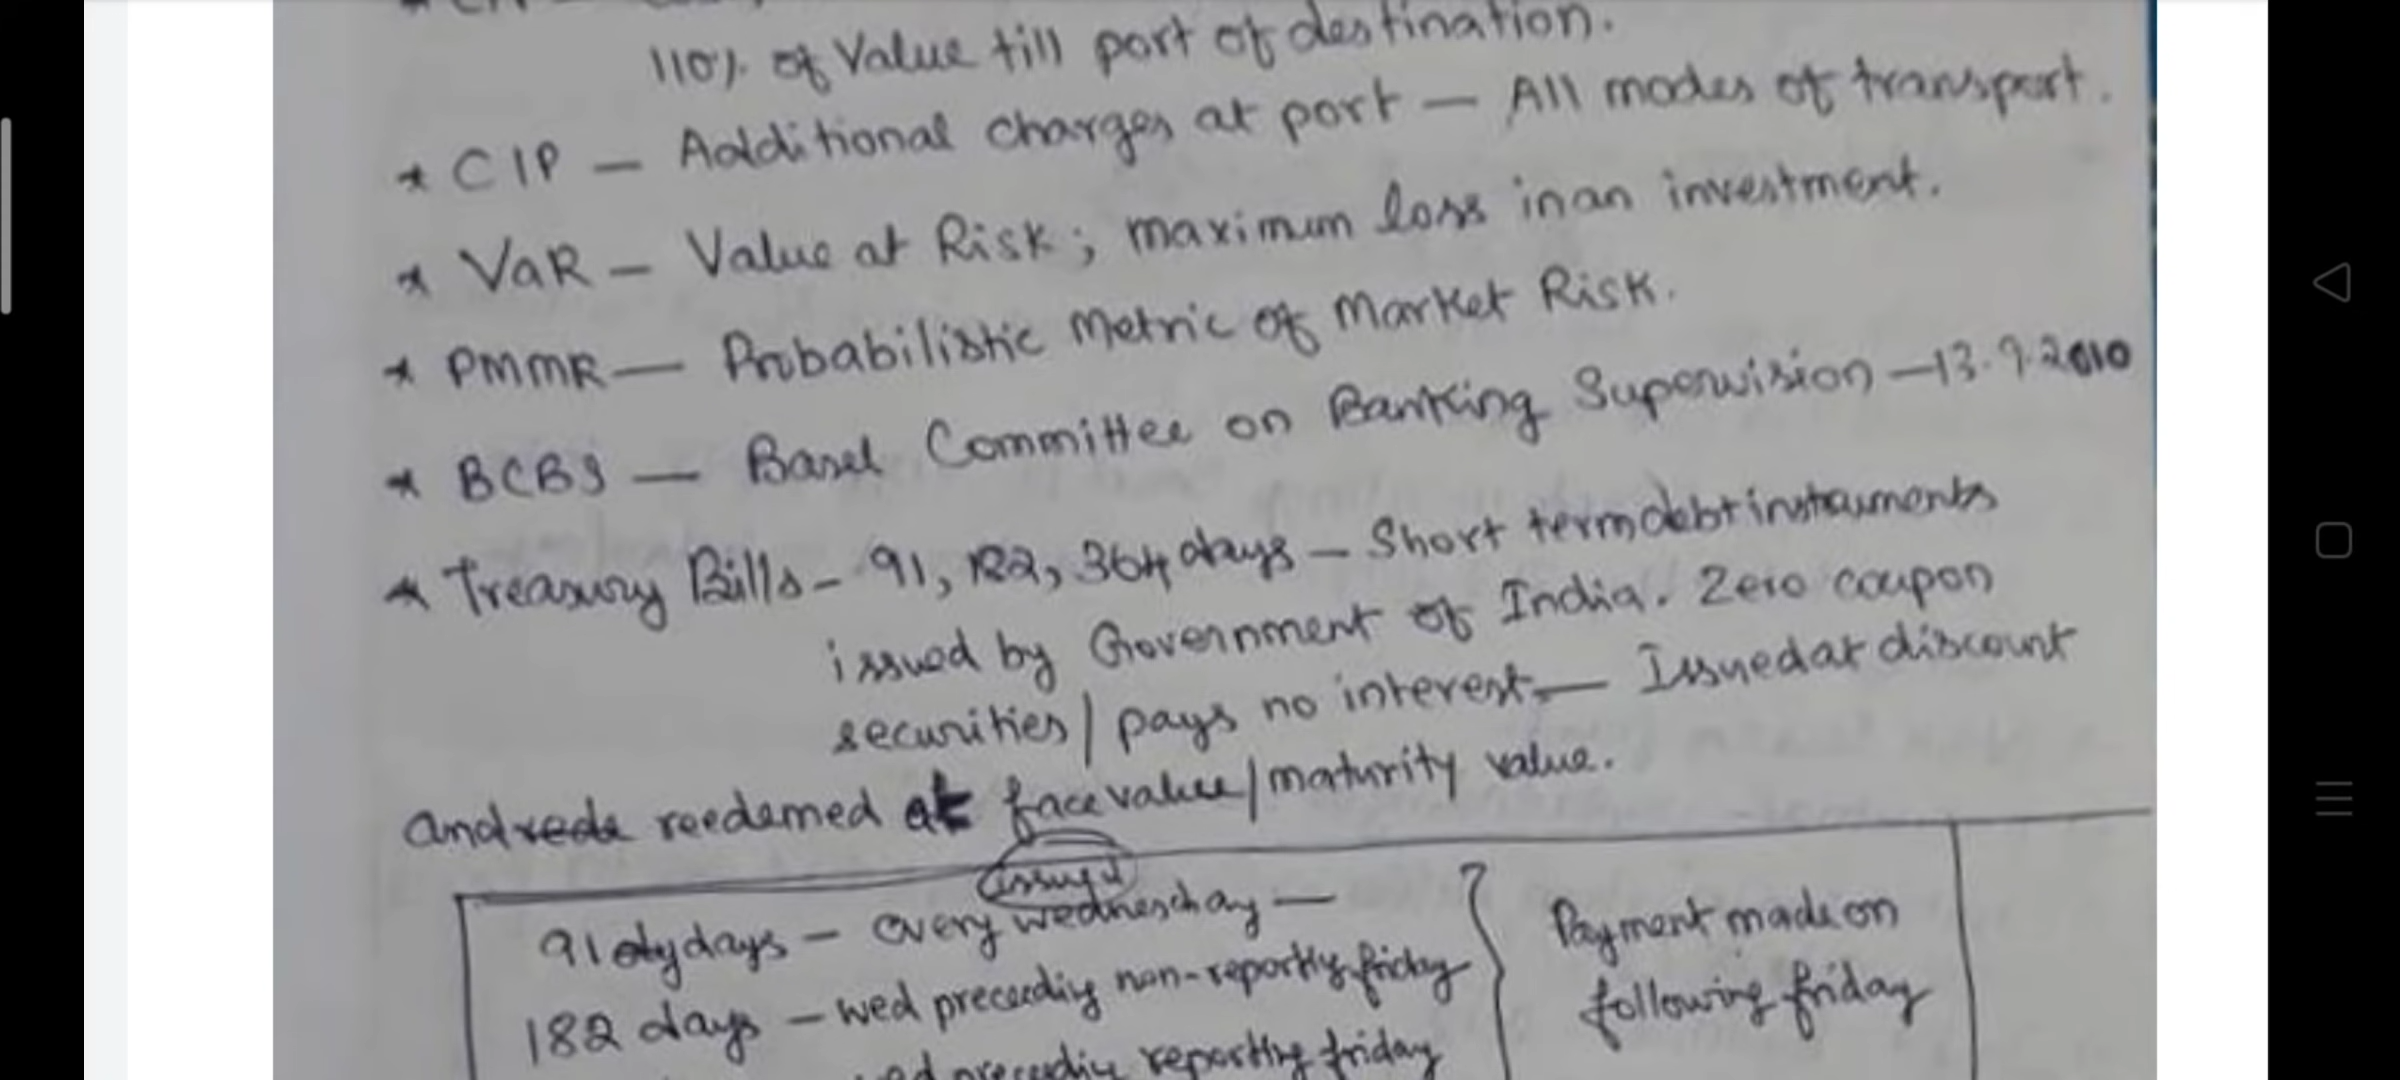 110% of Value till port of destination.
* CIP — Additional charges at port — All modes of transport.
* VaR — Value at Risk; maximum loss in an investment.
* PMMR — Probabilistic Metric of Market Risk.
* BCBS — Basel Committee on Banking Supervision — 13.9.2010
* Treasury Bills - 91, 182, 364 days — Short term debt instruments
issued by Government of India. Zero coupon
securities / pays no interest — Issued at discount
and reedemed at face value / maturity value.
issued
91 days — every wednesday —
182 days — wed preceeding non-reporting friday
preceeding reporting friday
Payment made on
following friday